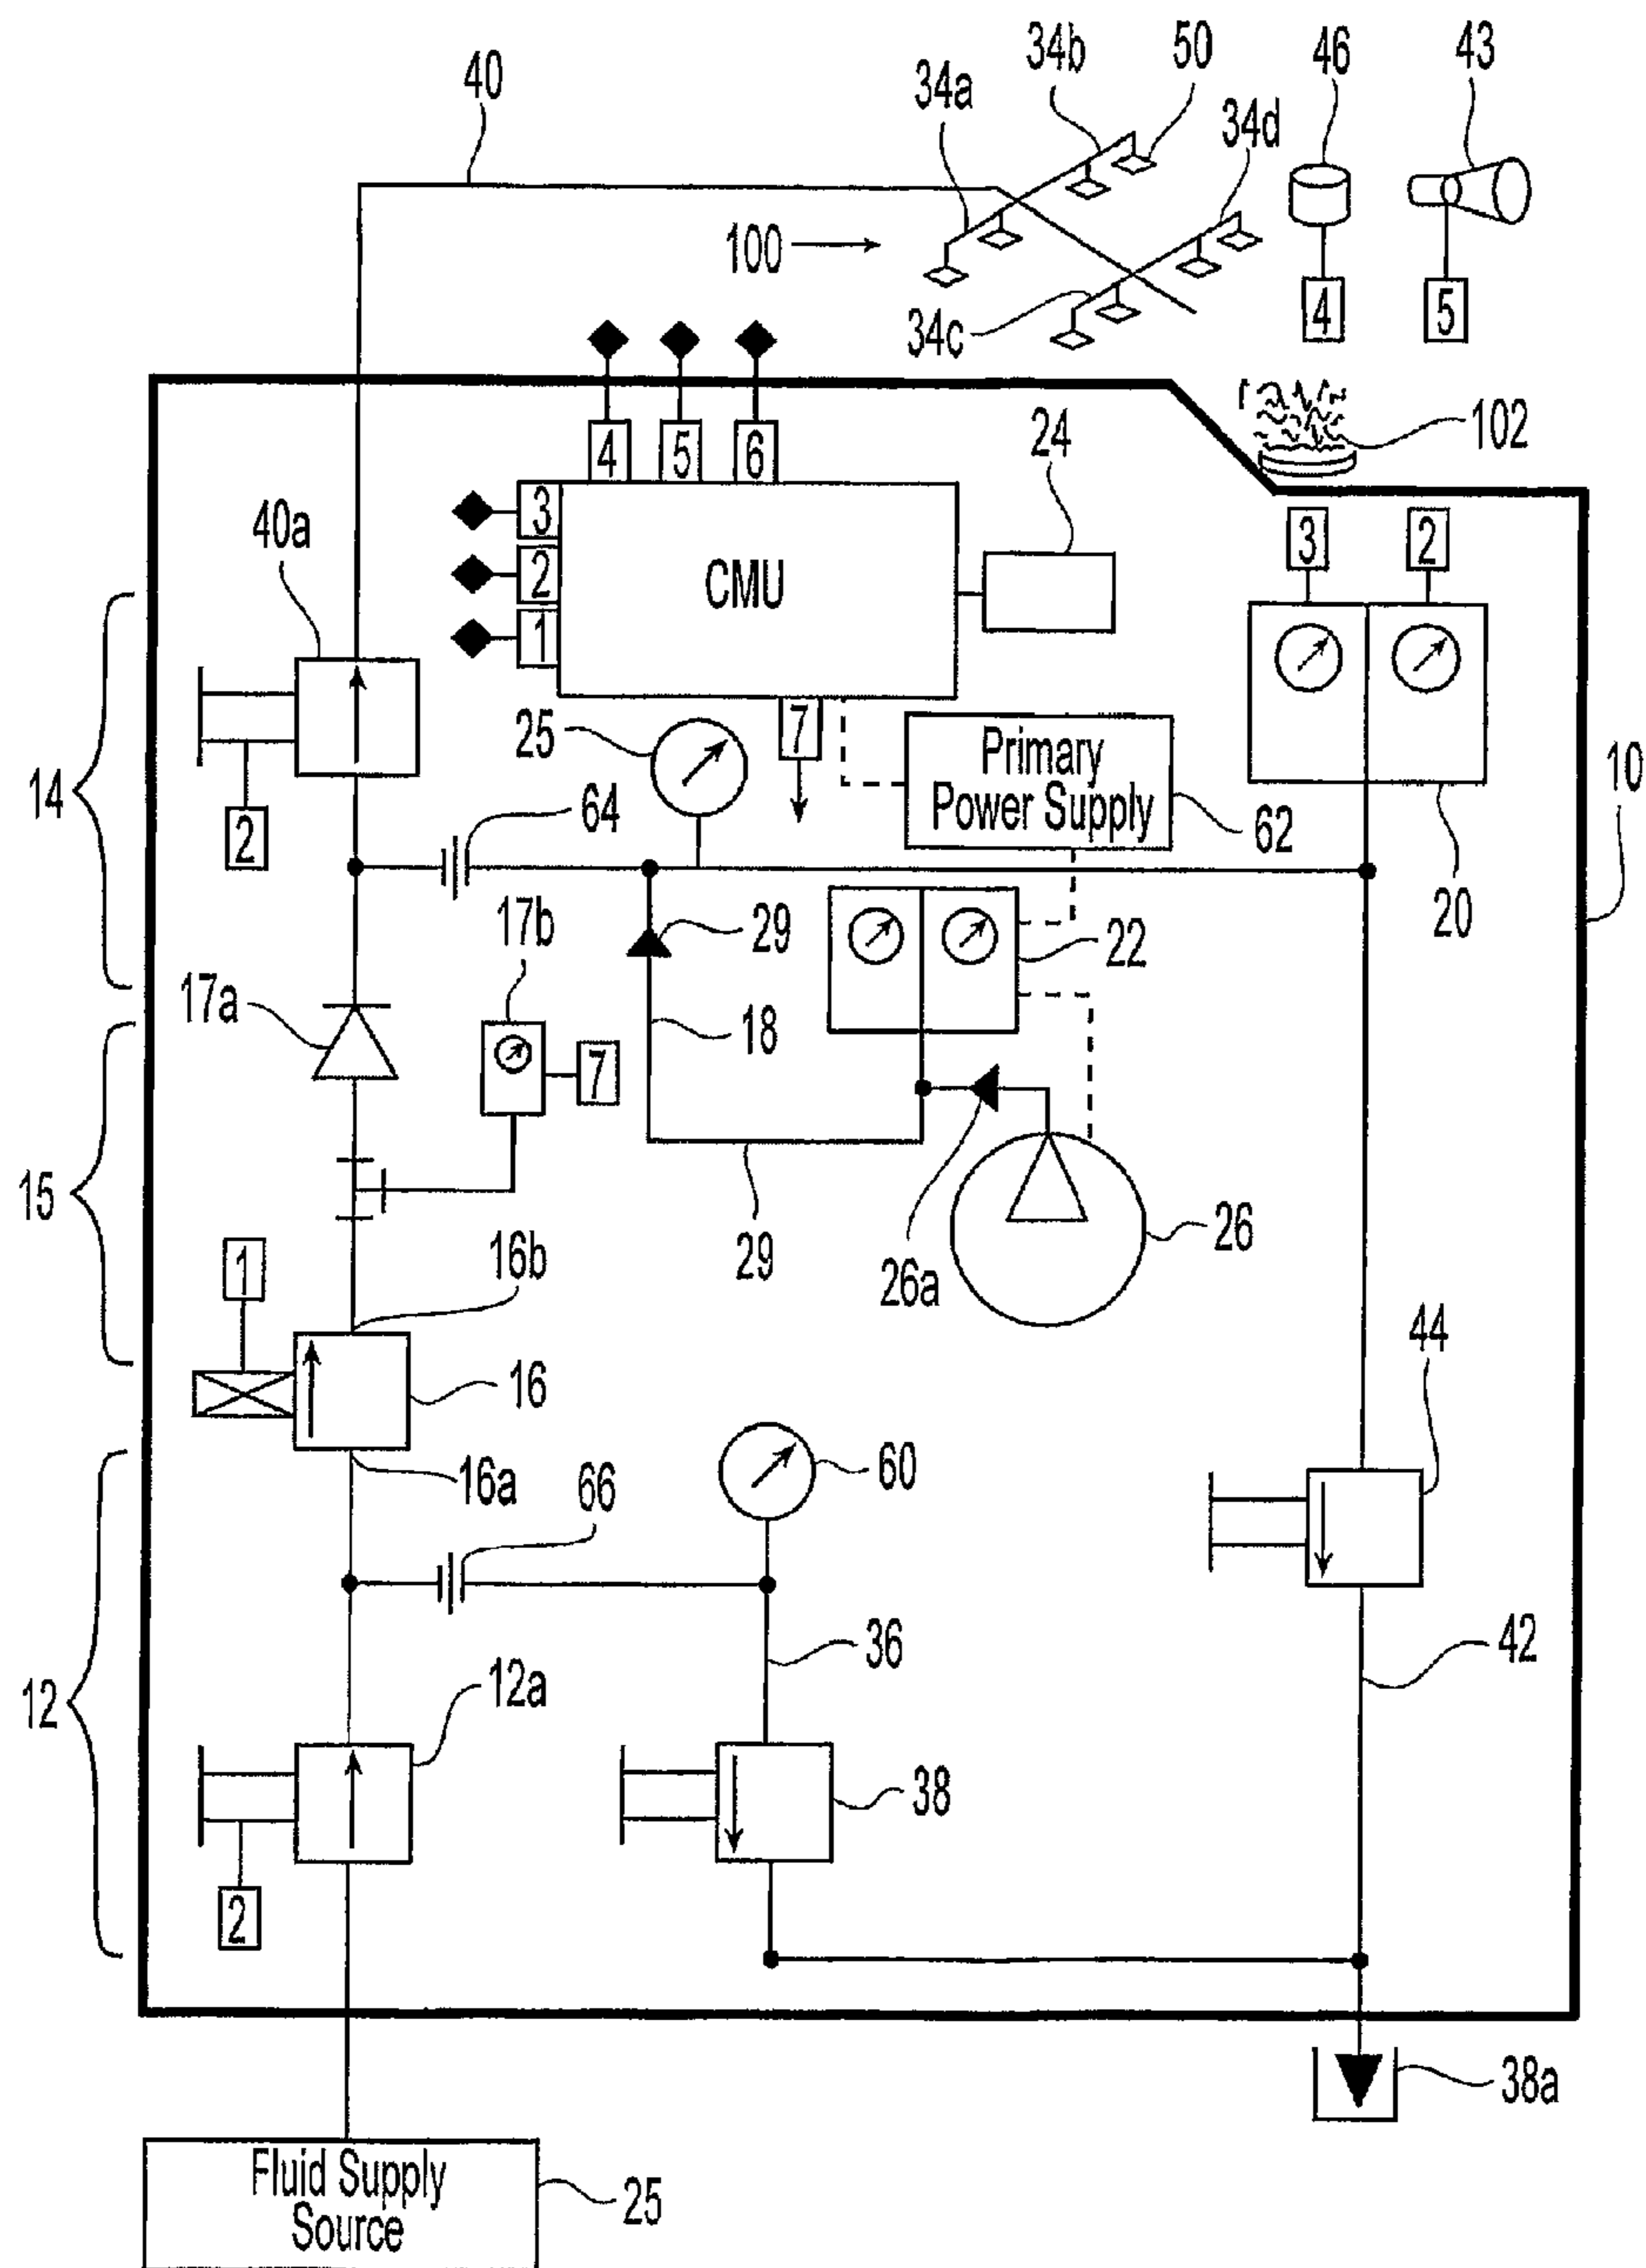 40
34a
34b
50
46
43
34d
100
34c
4
5
102
4
5
6
24
3
2
1
CMU
3
2
40a
7
25
Primary
Power Supply
62
14
2
64
20
10
17b
29
22
17a
18
7
15
29
26a
26
16b
1
16
44
16a
66
60
36
42
12
12a
38
2
38a
Fluid Supply
Source
25